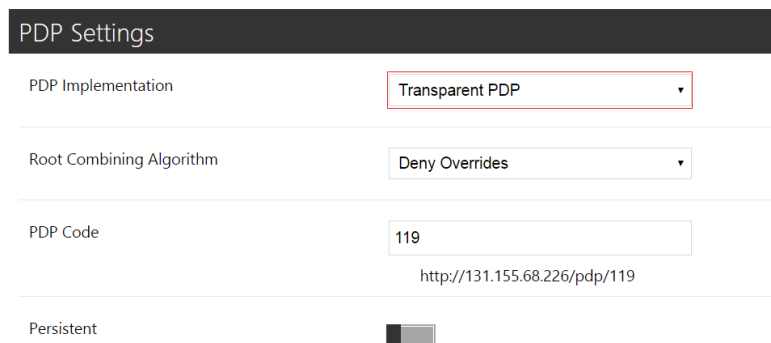 PDP Settings
PDP Implementation
Transparent PDP
Root Combining Algorithm
Deny Overrides
PDP Code
119
http://131.155.68.226/pdp/119
Persistent